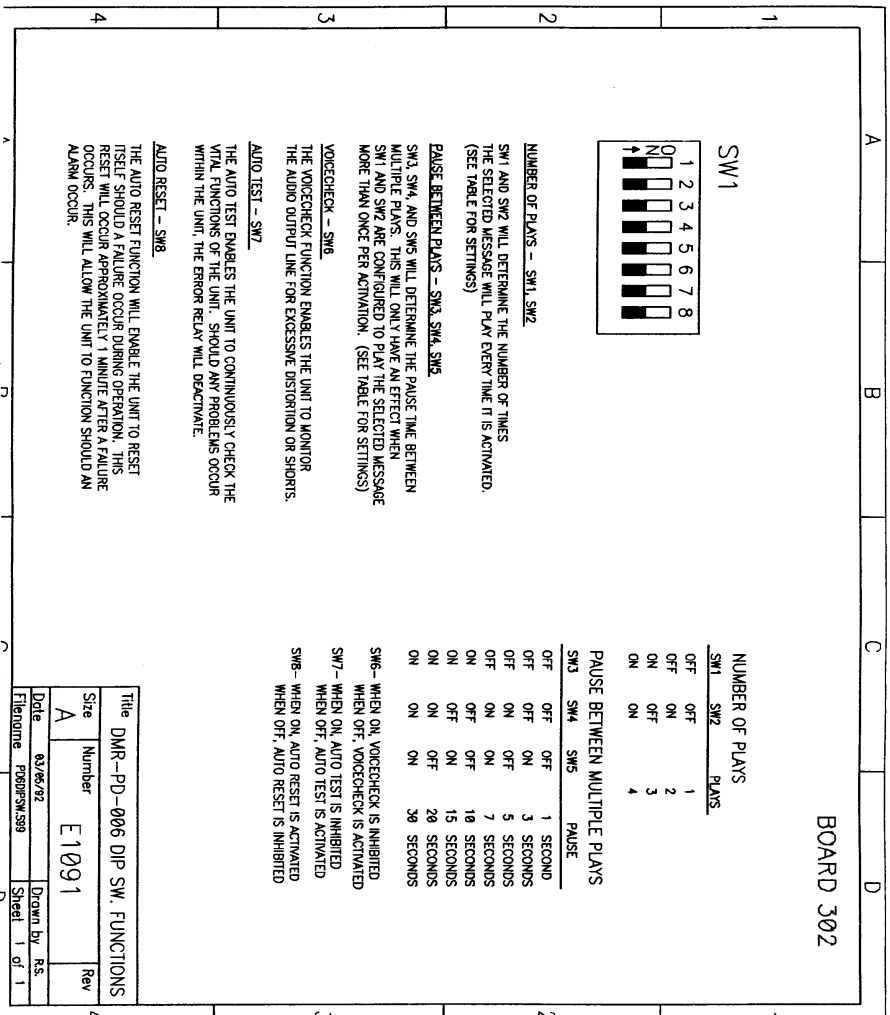 A B C D
1
2
3
4
BOARD 302
SW1
1 2 3 4 5 6 7 8
ON
NUMBER OF PLAYS – SW1, SW2
SW1 AND SW2 WILL DETERMINE THE NUMBER OF TIMES
THE SELECTED MESSAGE WILL PLAY EVERY TIME IT IS ACTIVATED.
(SEE TABLE FOR SETTINGS)
PAUSE BETWEEN PLAYS – SW3, SW4, SW5
SW3, SW4, AND SW5 WILL DETERMINE THE PAUSE TIME BETWEEN
MULTIPLE PLAYS. THIS WILL ONLY HAVE AN EFFECT WHEN
SW1 AND SW2 ARE CONFIGURED TO PLAY THE SELECTED MESSAGE
MORE THAN ONCE PER ACTIVATION. (SEE TABLE FOR SETTINGS)
VOICECHECK – SW6
THE VOICECHECK FUNCTION ENABLES THE UNIT TO MONITOR
THE AUDIO OUTPUT LINE FOR EXCESSIVE DISTORTION OR SHORTS.
AUTO TEST – SW7
THE AUTO TEST ENABLES THE UNIT TO CONTINUOUSLY CHECK THE
VITAL FUNCTIONS OF THE UNIT. SHOULD ANY PROBLEMS OCCUR
WITHIN THE UNIT, THE ERROR RELAY WILL DEACTIVATE.
AUTO RESET – SW8
THE AUTO RESET FUNCTION WILL ENABLE THE UNIT TO RESET
ITSELF SHOULD A FAILURE OCCUR DURING OPERATION. THIS
RESET WILL OCCUR APPROXIMATELY 1 MINUTE AFTER A FAILURE
OCCURS. THIS WILL ALLOW THE UNIT TO FUNCTION SHOULD AN
ALARM OCCUR.
NUMBER OF PLAYS
SW1 SW2 PLAYS
OFF OFF 1
OFF ON 2
ON OFF 3
ON ON 4
PAUSE BETWEEN MULTIPLE PLAYS
SW3 SW4 SW5 PAUSE
OFF OFF OFF 1 SECOND
OFF OFF ON 3 SECONDS
OFF ON OFF 5 SECONDS
OFF ON ON 7 SECONDS
ON OFF OFF 10 SECONDS
ON OFF ON 15 SECONDS
ON ON OFF 20 SECONDS
ON ON ON 30 SECONDS
SW6– WHEN ON, VOICECHECK IS INHIBITED
WHEN OFF, VOICECHECK IS ACTIVATED
SW7– WHEN ON, AUTO TEST IS INHIBITED
WHEN OFF, AUTO TEST IS ACTIVATED
SW8– WHEN ON, AUTO RESET IS ACTIVATED
WHEN OFF, AUTO RESET IS INHIBITED
Title DMR-PD-006 DIP SW. FUNCTIONS
Size Number Rev
A E1091
Date 03/06/92 Drawn by R.S.
Filename PD6DIPSW.S99 Sheet 1 of 1